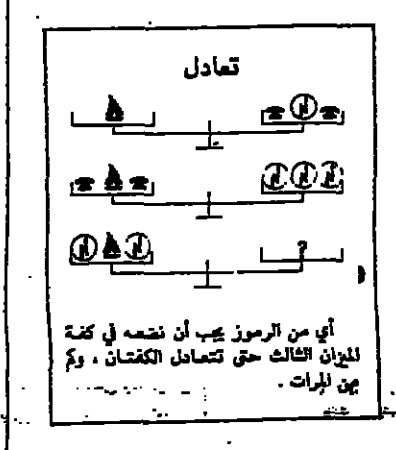 تعادل
?
أي من الرموز يجب أن نضعه في كفة
الميزان الثالث حتى تتعادل الكفتان ، وكم
من المرات .